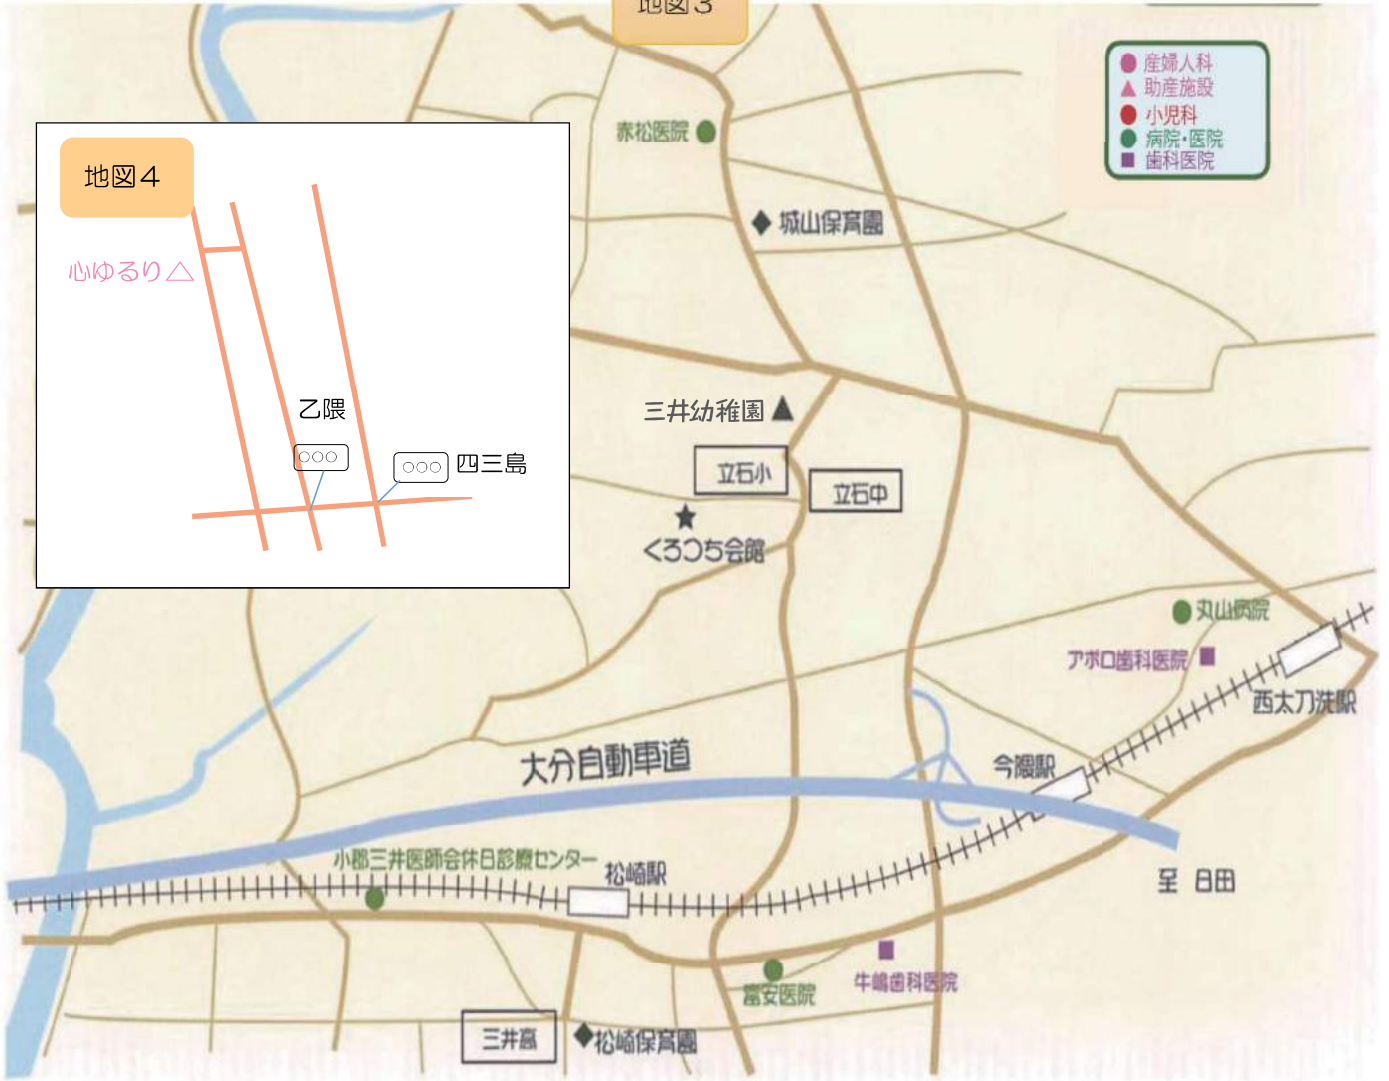 地図3
産婦人科
助産施設
小児科
病院・医院
歯科医院
赤松医院
地図4
城山保育園
心ゆるり△
三井幼稚園
乙隈
○○○
○○○ 四三島
立石小
立石中
くろつち会館
丸山病院
アポロ歯科医院
西太刀洗駅
大分自動車道
今隈駅
小郡三井医師会休日診療センター
松崎駅
至 日田
牛嶋歯科医院
富安医院
三井高
松崎保育園